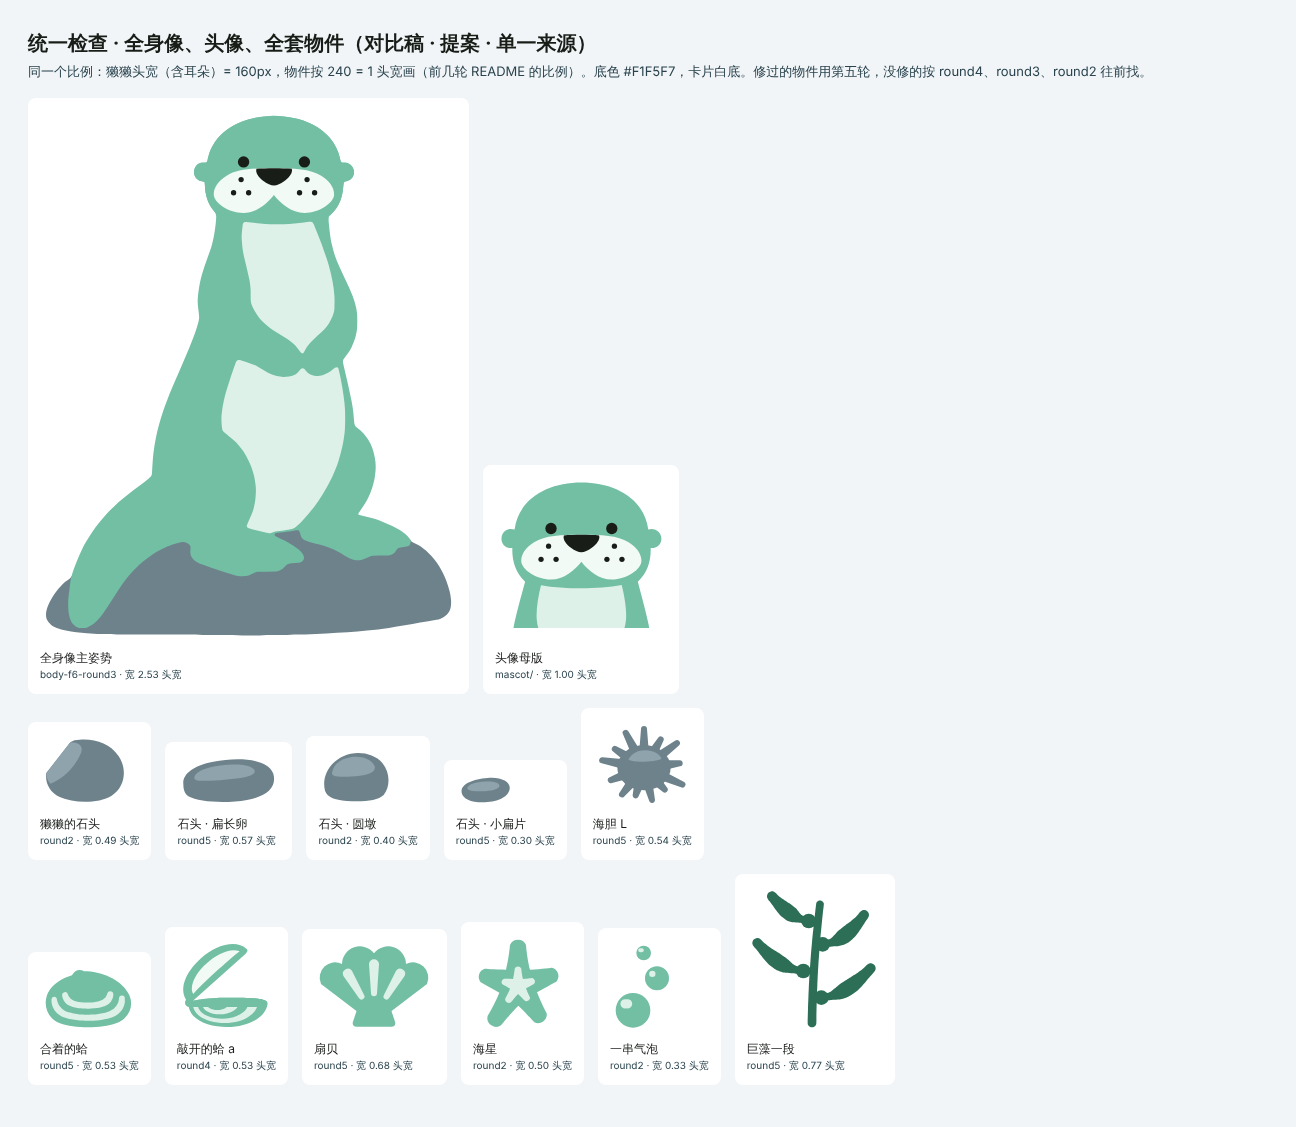 统一检查 · 全身像、头像、全套物件（对比稿 · 提案 · 单一来源）
同一个比例：獭獭头宽（含耳朵）= 160px，物件按 240 = 1 头宽画（前几轮 README 的比例）。底色 #F1F5F7，卡片白底。修过的物件用第五轮，没修的按 round4、round3、round2 往前找。
全身像主姿势
body-f6-round3 · 宽 2.53 头宽
头像母版
mascot/ · 宽 1.00 头宽
獭獭的石头
round2 · 宽 0.49 头宽
石头 · 扁长卵
round5 · 宽 0.57 头宽
石头 · 圆墩
round2 · 宽 0.40 头宽
石头 · 小扁片
round5 · 宽 0.30 头宽
海胆 L
round5 · 宽 0.54 头宽
合着的蛤
round5 · 宽 0.53 头宽
敲开的蛤 a
round4 · 宽 0.53 头宽
扇贝
round5 · 宽 0.68 头宽
海星
round2 · 宽 0.50 头宽
一串气泡
round2 · 宽 0.33 头宽
巨藻一段
round5 · 宽 0.77 头宽